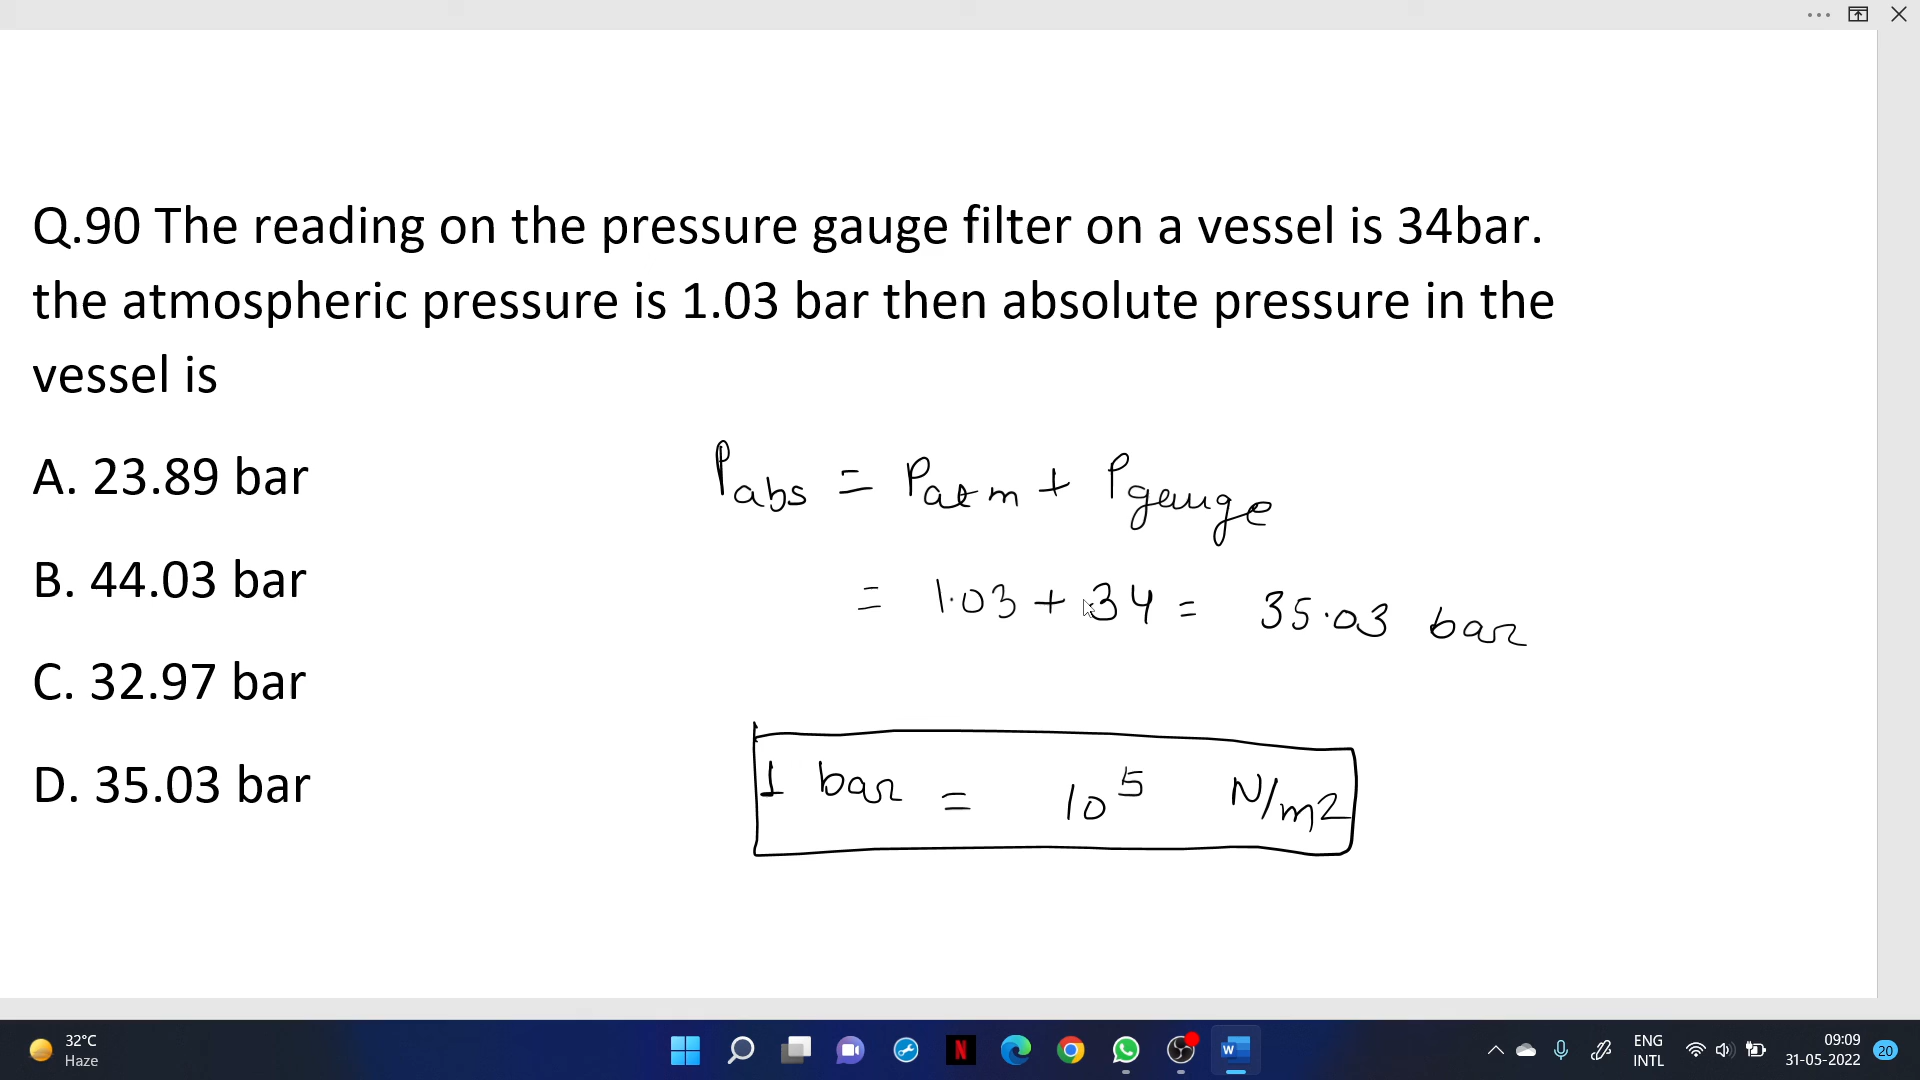 Q.90 The reading on the pressure gauge filter on a vessel is 34bar.
the atmospheric pressure is 1.03 bar then absolute pressure in the
vessel is
A. 23.89 bar
B. 44.03 bar
C. 32.97 bar
D. 35.03 bar
Pabs = Patm + Pgauge
= 1.03 + 34 = 35.03 bar
1 bar = 10⁵ N/m2
32°C
Haze
ENG
INTL
09:09
31-05-2022
20